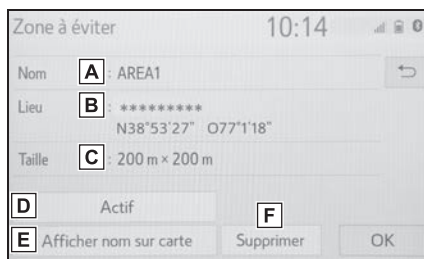 Zone à éviter 10:14
Nom A : AREA1
Lieu B : *********
N38°53'27" O77°1'18"
Taille C : 200 m × 200 m
D Actif F
E Afficher nom sur carte Supprimer OK